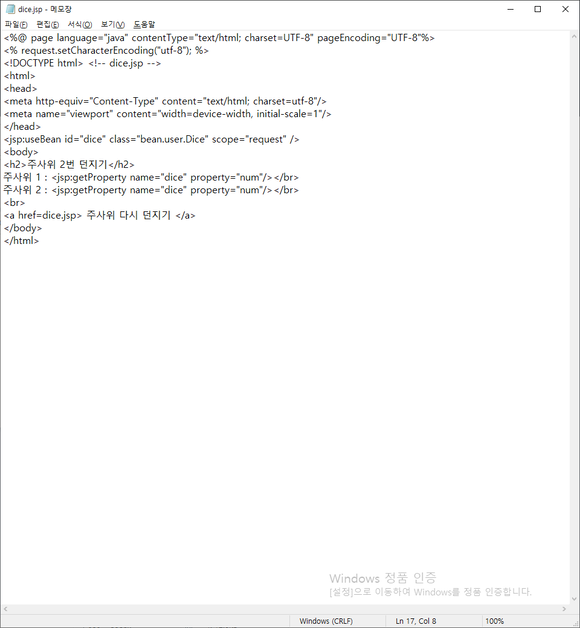 dice.jsp - 메모장
파일(F) 편집(E) 서식(O) 보기(V) 도움말
<%@ page language="java" contentType="text/html; charset=UTF-8" pageEncoding="UTF-8"%>
<% request.setCharacterEncoding("utf-8"); %>
<!DOCTYPE html> <!-- dice.jsp -->
<html>
<head>
<meta http-equiv="Content-Type" content="text/html; charset=utf-8"/>
<meta name="viewport" content="width=device-width, initial-scale=1"/>
</head>
<jsp:useBean id="dice" class="bean.user.Dice" scope="request" />
<body>
<h2>주사위 2번 던지기</h2>
주사위 1 : <jsp:getProperty name="dice" property="num"/></br>
주사위 2 : <jsp:getProperty name="dice" property="num"/></br>
<br>
<a href=dice.jsp> 주사위 다시 던지기 </a>
</body>
</html>
Windows 정품 인증
[설정]으로 이동하여 Windows를 정품 인증합니다.
Windows (CRLF) Ln 17, Col 8 100%